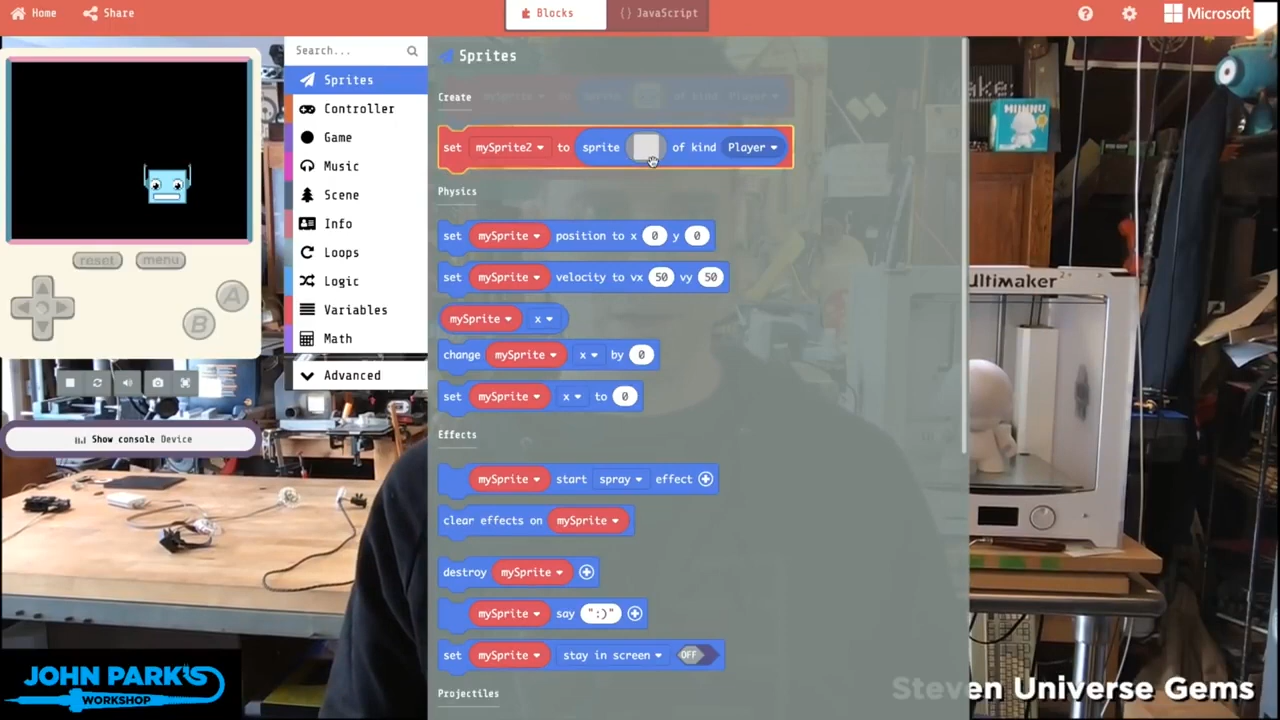 Home
Share
Blocks
JavaScript
Microsoft
Search...
Sprites
Controller
Game
Music
Scene
Info
Loops
Logic
Variables
Math
Advanced
reset
menu
A
B
Show console Device
Sprites
Create
set mySprite2 to sprite of kind Player
Physics
set mySprite position to x 0 y 0
set mySprite velocity to vx 50 vy 50
mySprite x
change mySprite x by 0
set mySprite x to 0
Effects
mySprite start spray effect
clear effects on mySprite
destroy mySprite
mySprite say ":)"
set mySprite stay in screen OFF
Projectiles
MUNNY
ultimaker 2+
JOHN PARK'S
WORKSHOP
Steven Universe Gems